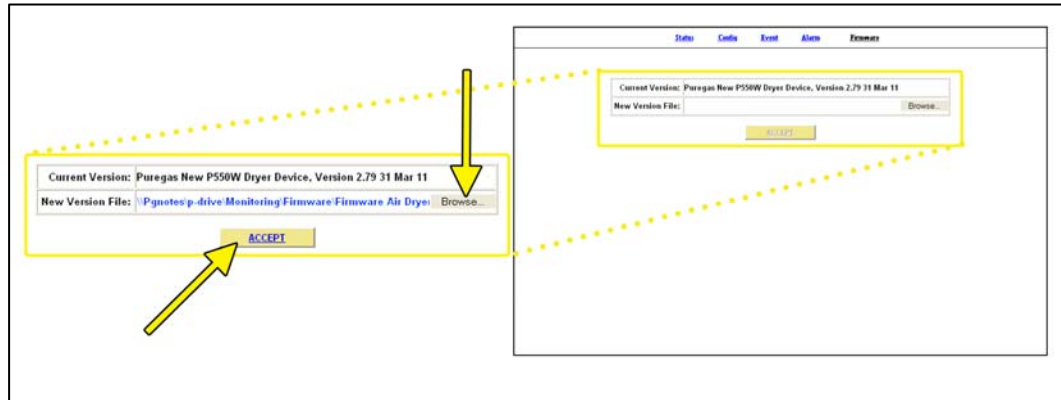 Status Config Event Alarm Firmware
Current Version: Puregas New P550W Dryer Device, Version 2.79 31 Mar 11
New Version File: Browse...
ACCEPT
Current Version: Puregas New P550W Dryer Device, Version 2.79 31 Mar 11
New Version File: \\Pgnotes\p-drive\Monitoring\Firmware\Firmware Air Dryer Browse...
ACCEPT